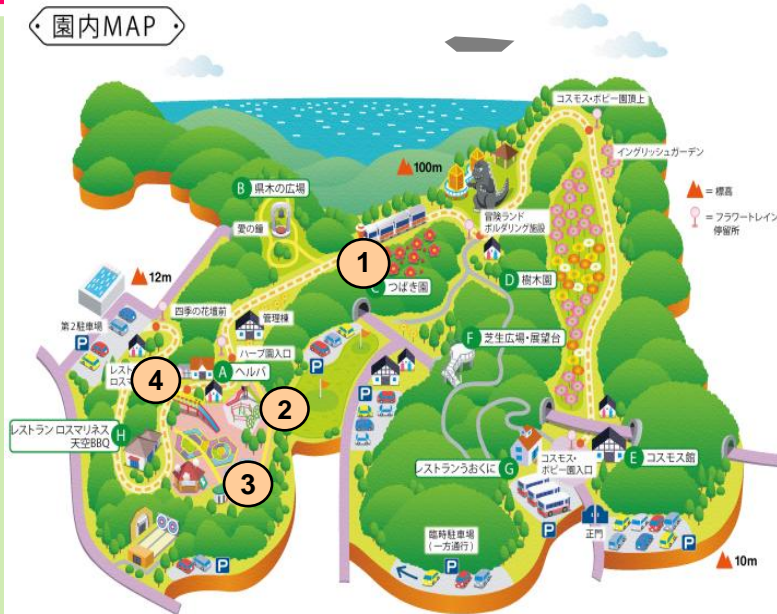 園内MAP
コスモス・ポピー園頂上
イングリッシュガーデン
100m
= 標高
= フラワートレイン
停留所
B 県木の広場
愛の鐘
冒険ランド
ボルダリング施設
1
つばき園
D 樹木園
12m
四季の花壇前
管理棟
第2駐車場
P
F 芝生広場・展望台
ハーブ園入口
P
4
レスト
ロスマ
A ヘルバ
2
P
レストラン ロスマリネス
天空BBQ
H
3
レストランうおくに G
コスモス・
ポピー園入口
E コスモス館
臨時駐車場
(一方通行)
P
P
正門
P
P
10m